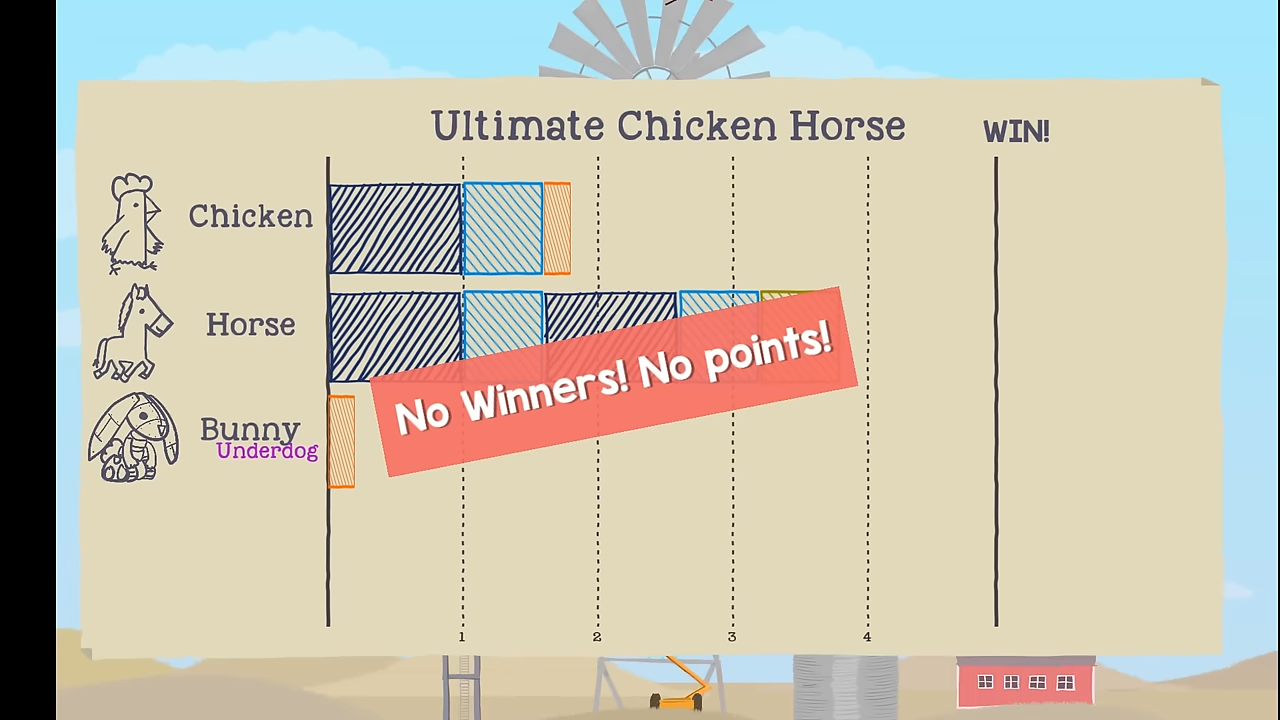 Ultimate Chicken Horse
WIN!
Chicken
Horse
No Winners! No points!
Bunny
Underdog
1
2
3
4